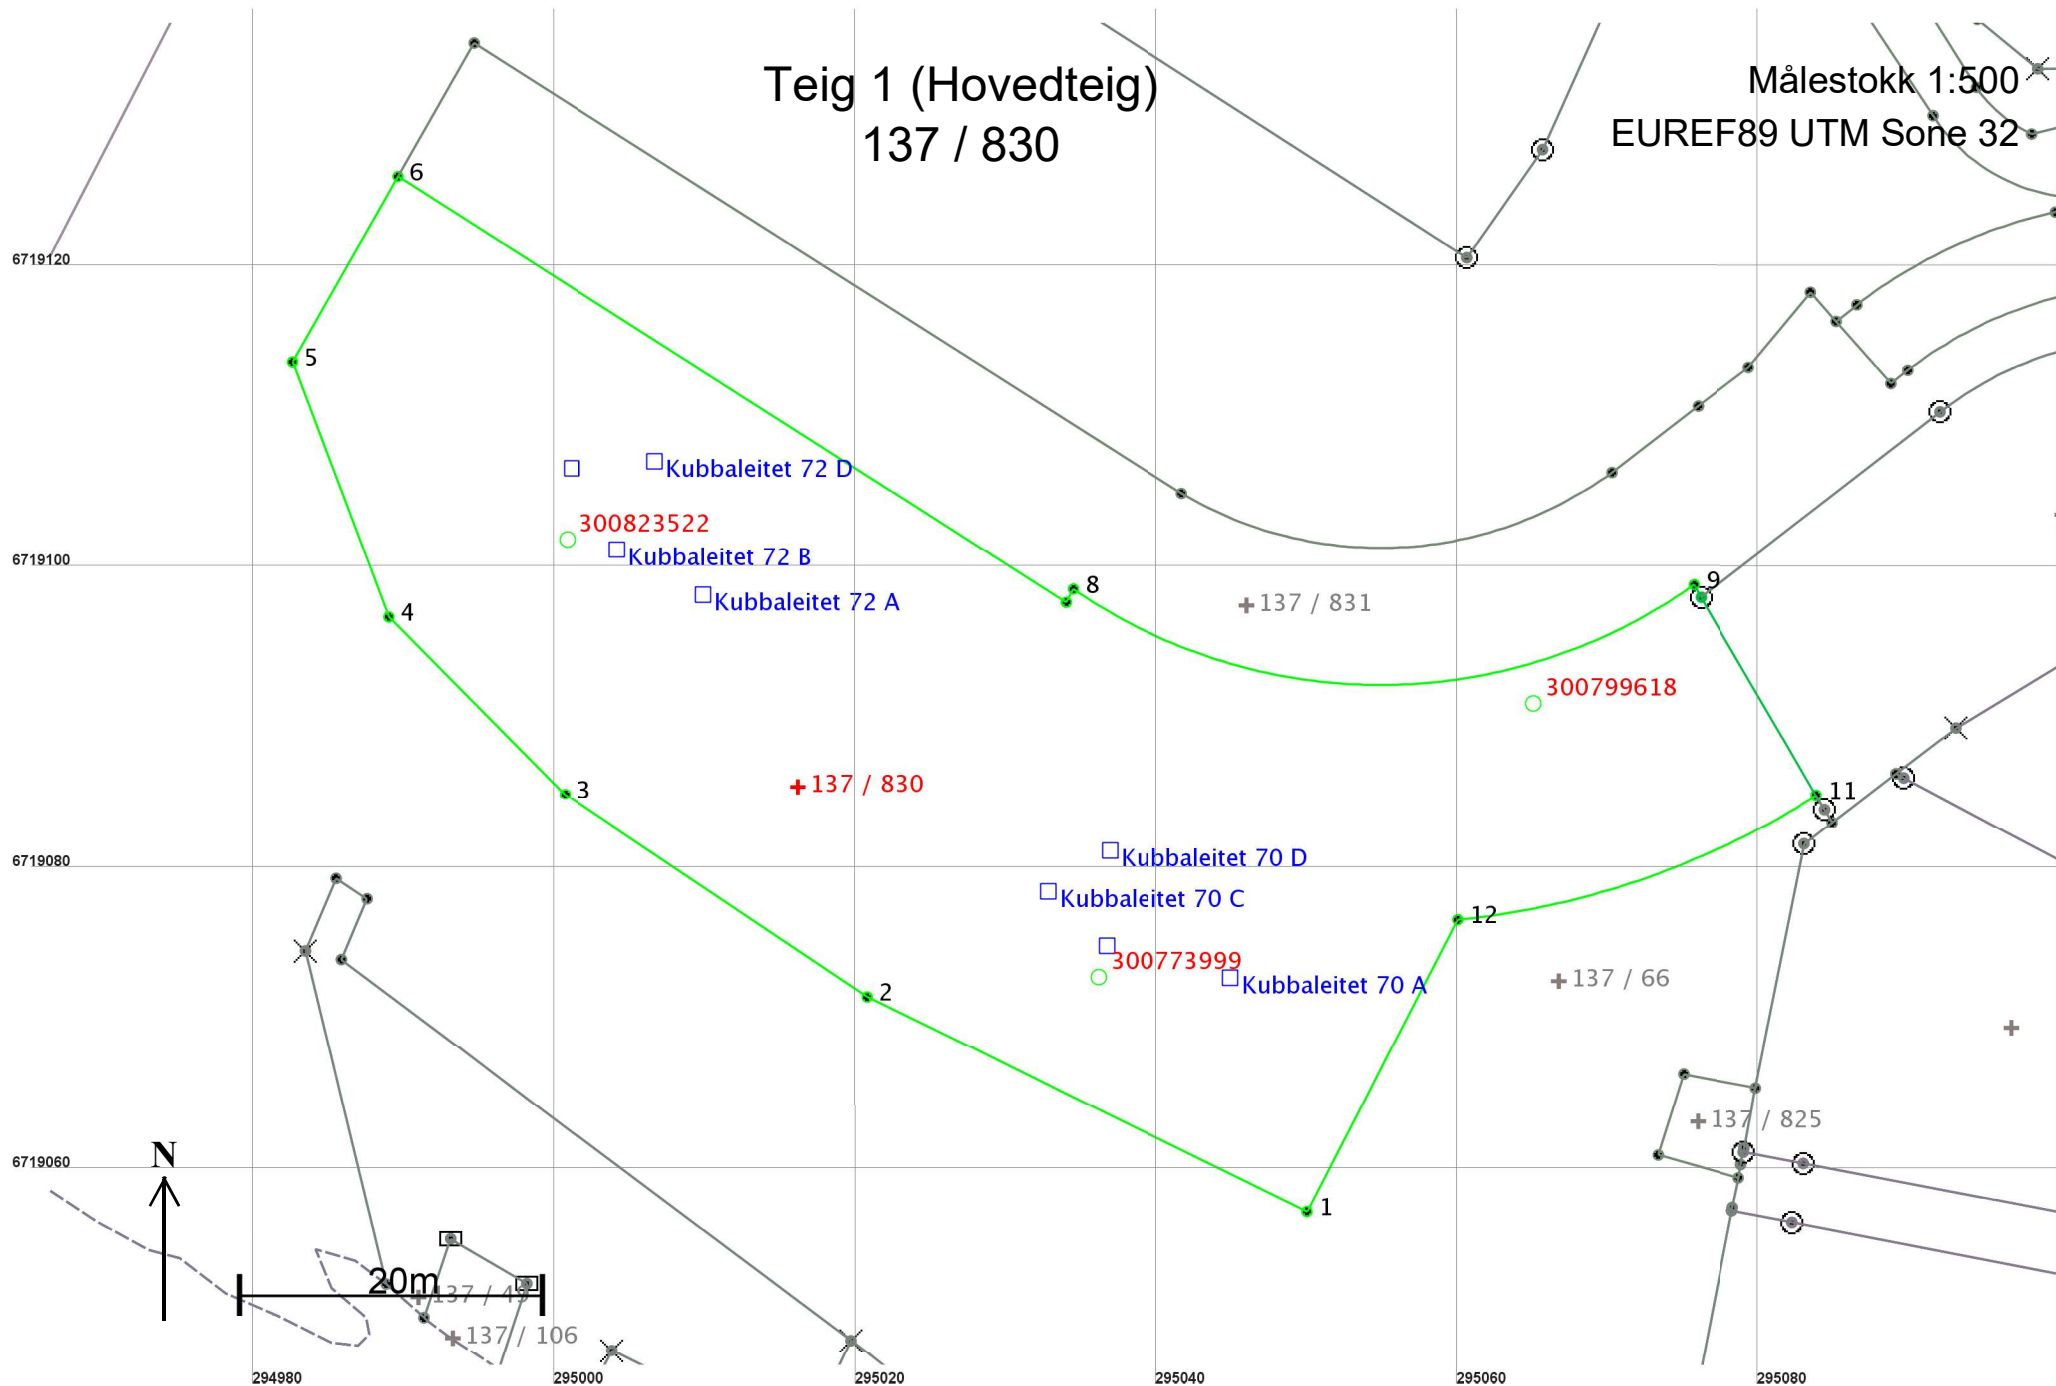 Teig 1 (Hovedteig)
137 / 830
Målestokk 1:500
EUREF89 UTM Sone 32
6
6719120
5
Kubbaleitet 72 D
300823522
Kubbaleitet 72 B
6719100
Kubbaleitet 72 A
8
9
137 / 831
4
300799618
3
137 / 830
11
6719080
Kubbaleitet 70 D
Kubbaleitet 70 C
12
300773999
Kubbaleitet 70 A
137 / 66
2
137 / 825
N
6719060
1
20m
137 /
137 / 106
294980
295000
295020
295040
295060
295080